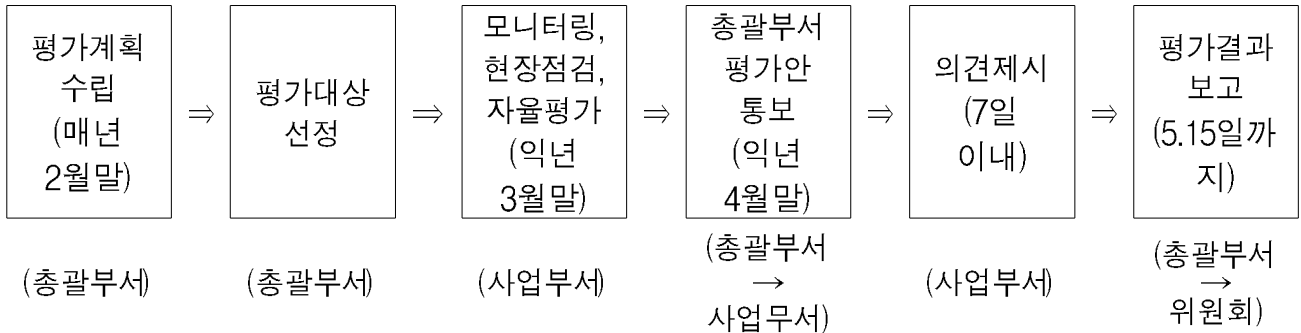 평가계획
수립
(매년
2월말)
⇒
평가대상
선정
⇒
모니터링,
현장점검,
자율평가
(익년
3월말)
⇒
총괄부서
평가안
통보
(익년
4월말)
⇒
의견제시
(7일
이내)
⇒
평가결과
보고
(5.15일까
지)
(총괄부서)
(총괄부서)
(사업부서)
(총괄부서
→
사업무서)
(사업부서)
(총괄부서
→
위원회)